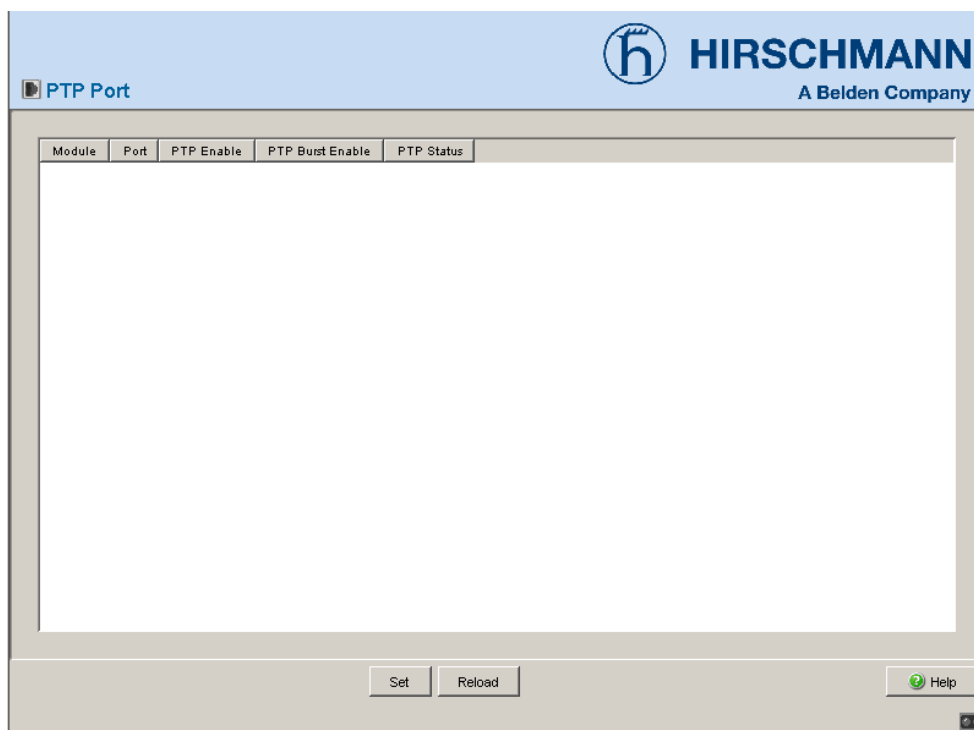 HIRSCHMANN
A Belden Company
PTP Port
Module Port PTP Enable PTP Burst Enable PTP Status
Set Reload Help